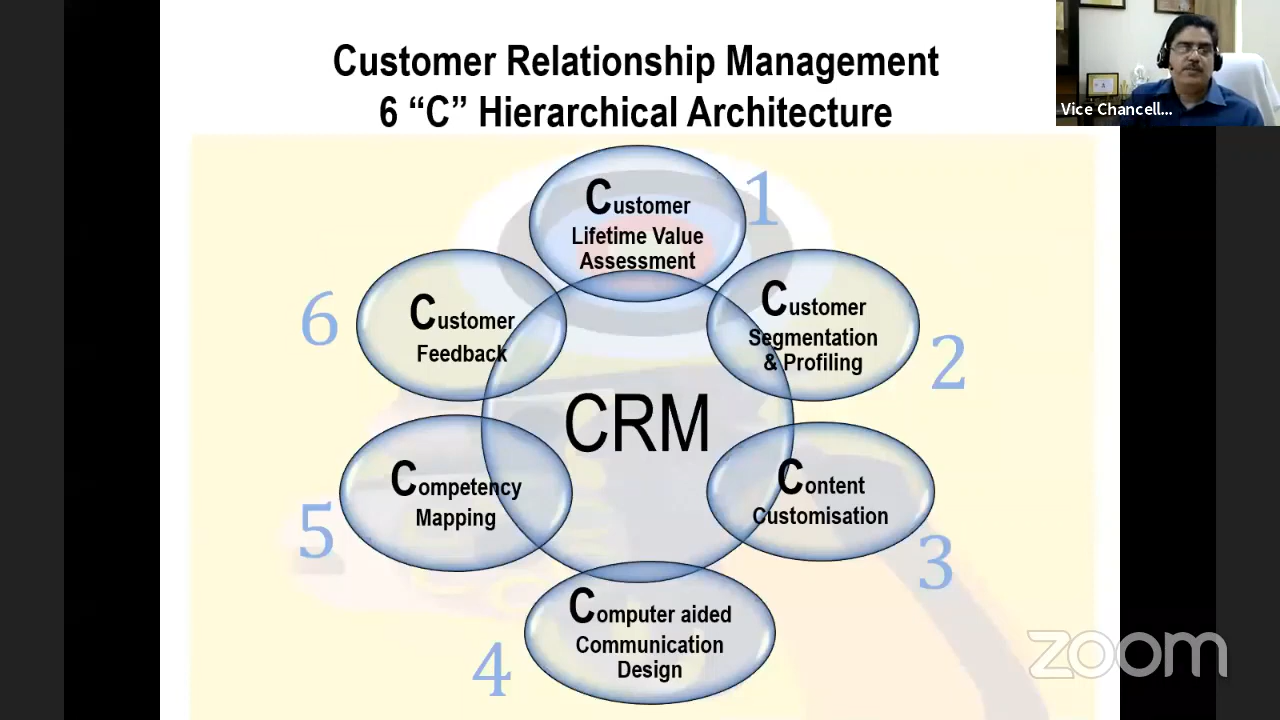 Customer Relationship Management
6 “C” Hierarchical Architecture
Vice Chancell...
Customer
Lifetime Value
Assessment
1
Customer
Segmentation
& Profiling
2
Content
Customisation
3
Computer aided
Communication
Design
4
Competency
Mapping
5
Customer
Feedback
6
CRM
zoom